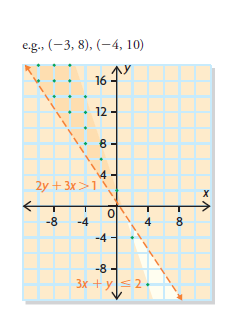 e.g., (−3, 8), (−4, 10)
y
16
12
8
4
2y + 3x > 1
x
-8 -4 0 4 8
-4
-8
3x + y ≤ 2